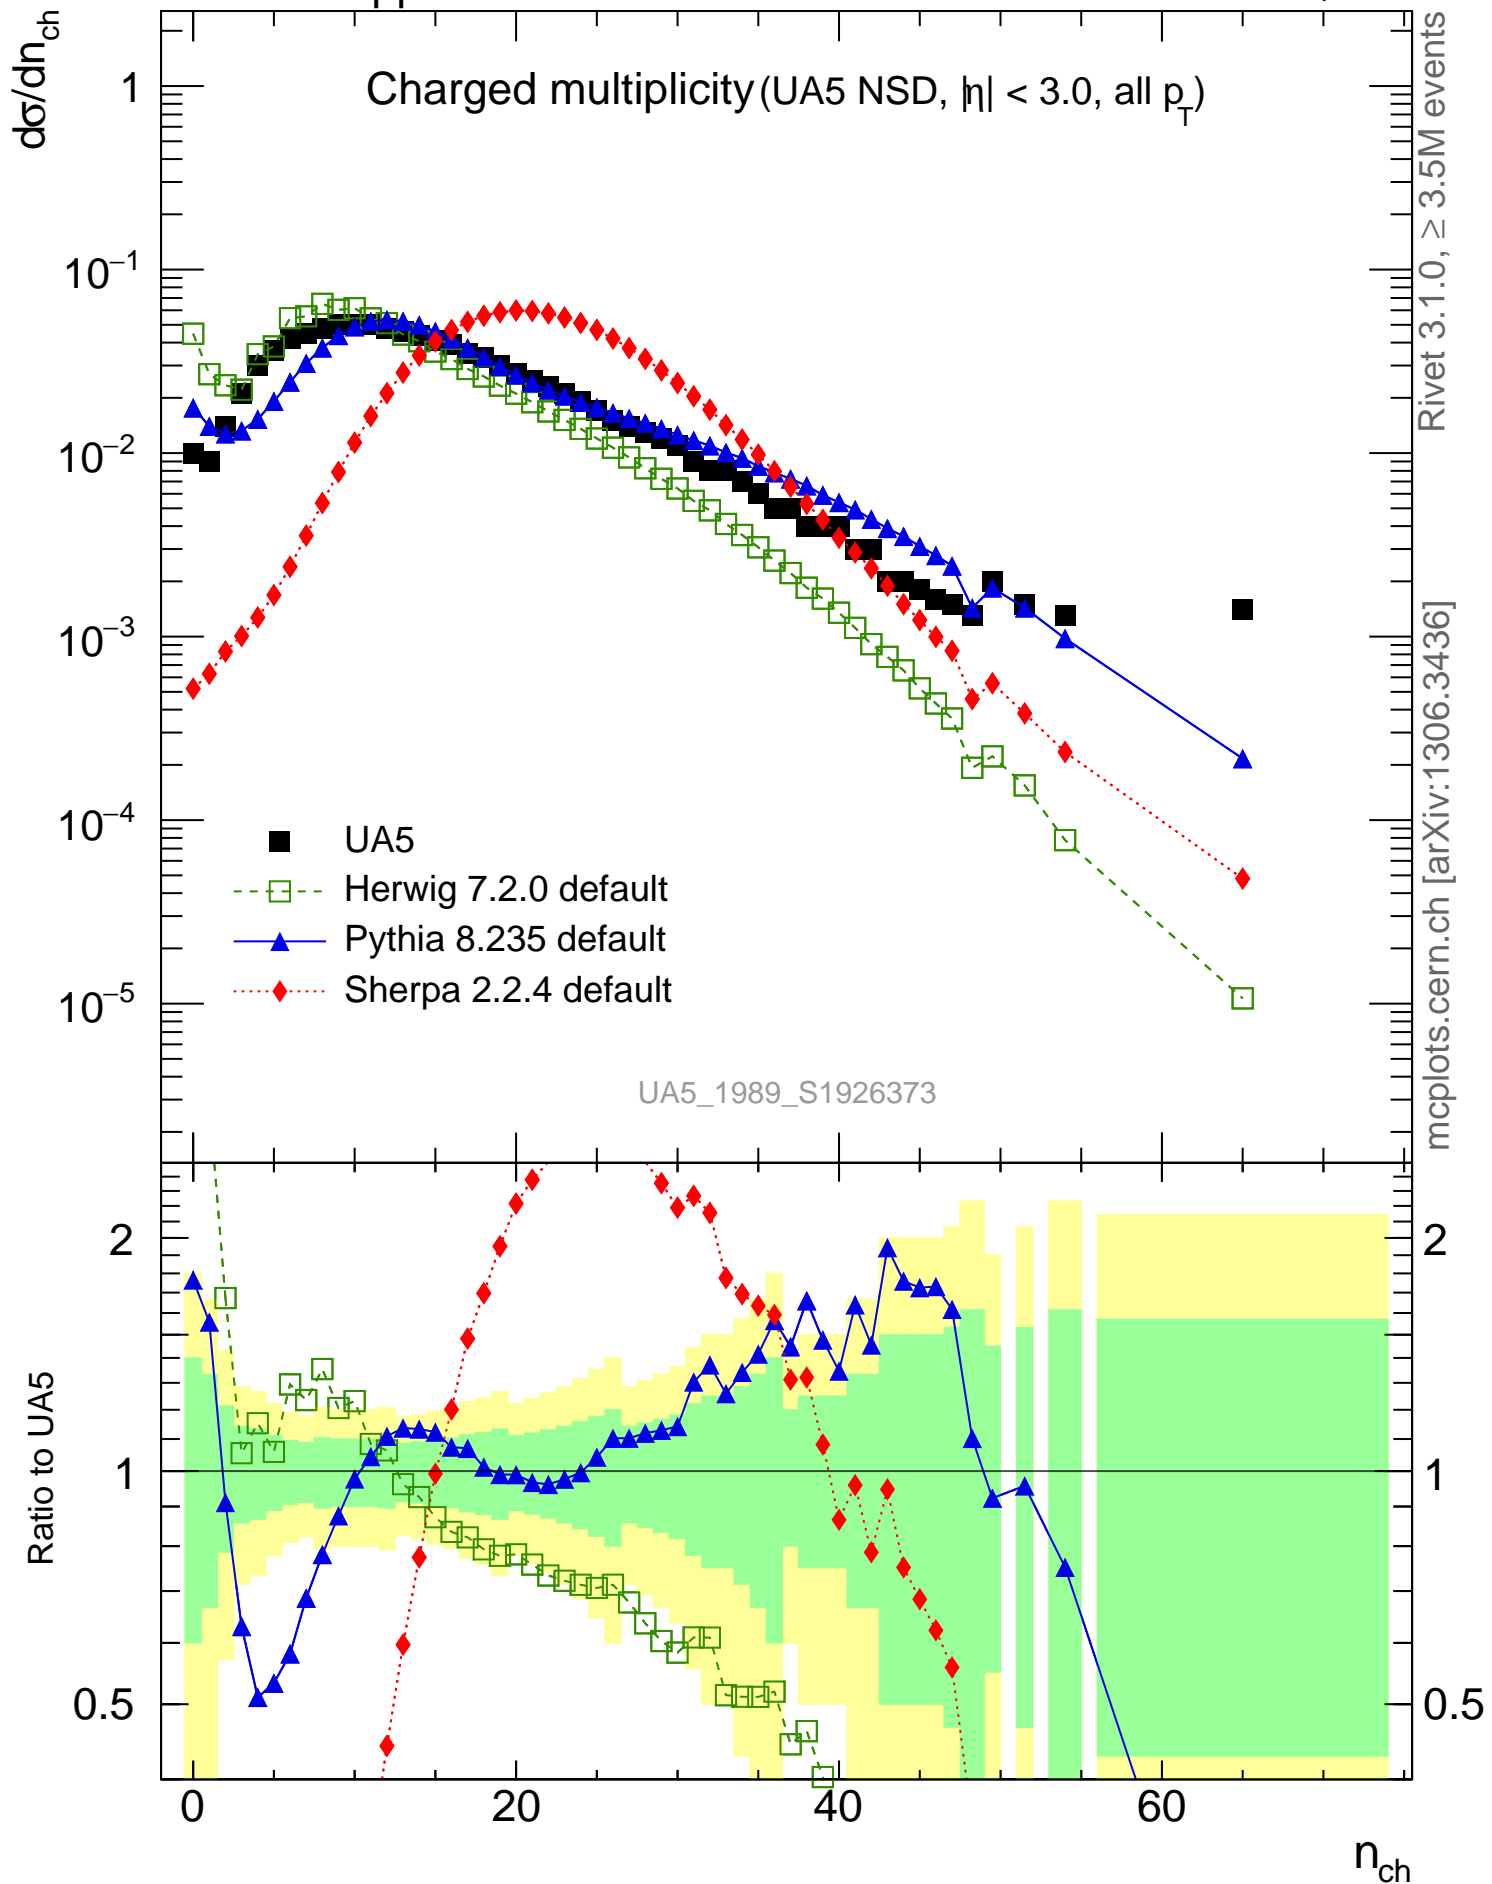 pp
dσ/dn_ch
Charged multiplicity (UA5 NSD, |η| < 3.0, all p_T)
1
10^−1
10^−2
10^−3
10^−4
10^−5
UA5
Herwig 7.2.0 default
Pythia 8.235 default
Sherpa 2.2.4 default
UA5_1989_S1926373
Rivet 3.1.0, ≥ 3.5M events
mcplots.cern.ch [arXiv:1306.3436]
Ratio to UA5
2
1
0.5
2
1
0.5
0 20 40 60
n_ch